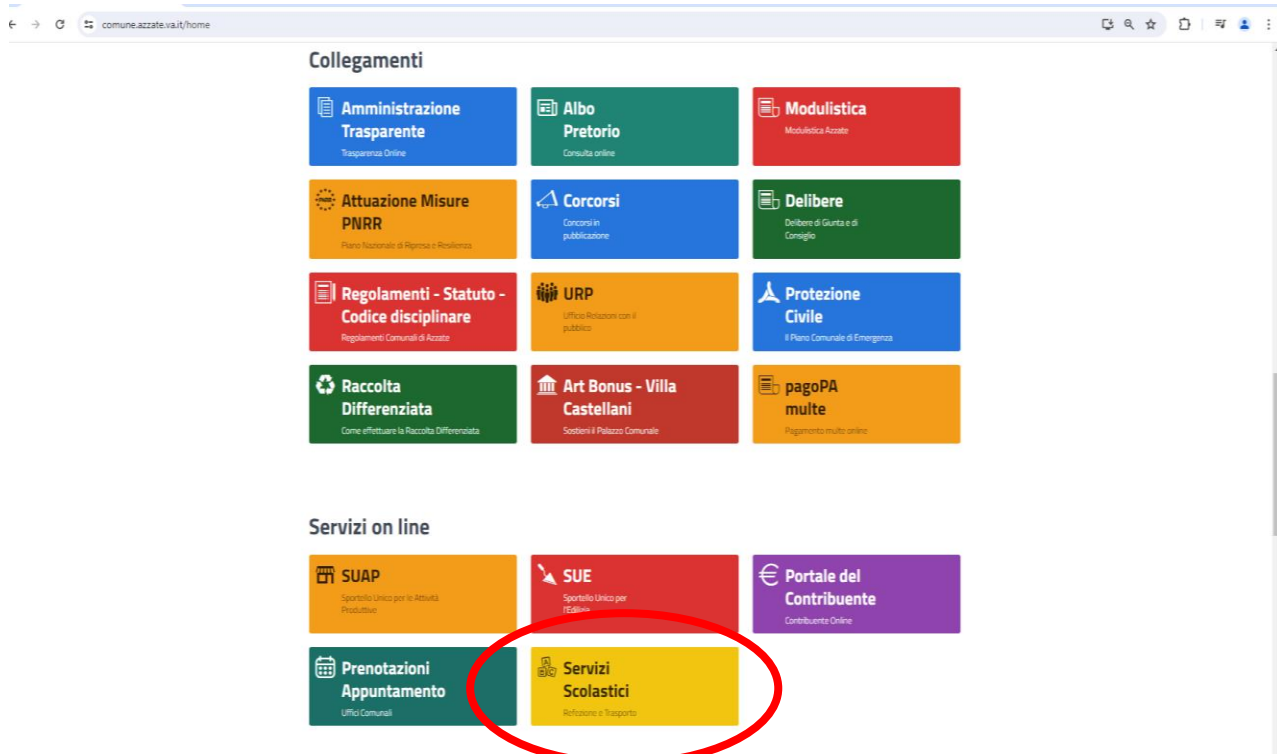 comune.azzate.va.it/home
Collegamenti
Amministrazione
Trasparente
Trasparenza Online
Albo
Pretorio
Consulta online
Modulistica
Modulistica Azzate
Attuazione Misure
PNRR
Piano Nazionale di Ripresa e Resilienza
Corcorsi
Concorsi in
pubblicazione
Delibere
Delibere di Giunta e di
Consiglio
Regolamenti - Statuto -
Codice disciplinare
Regolamenti Comunali di Azzate
URP
Ufficio Relazioni con il
pubblico
Protezione
Civile
Il Piano Comunale di Emergenza
Raccolta
Differenziata
Come effettuare la Raccolta Differenziata
Art Bonus - Villa
Castellani
Sostieni il Palazzo Comunale
pagoPA
multe
Pagamento multe online
Servizi on line
SUAP
Sportello Unico per le Attività
Produttive
SUE
Sportello Unico per
l'Edilizia
Portale del
Contribuente
Contribuente Online
Prenotazioni
Appuntamento
Uffici Comunali
Servizi
Scolastici
Refezione e Trasporto